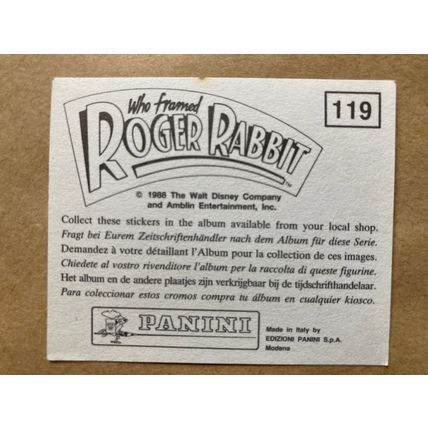 Who Framed
119
ROGER RABBIT™
© 1988 The Walt Disney Company
and Amblin Entertainment, Inc.
Collect these stickers in the album available from your local shop.
Fragt bei Eurem Zeitschriftenhändler nach dem Album für diese Serie.
Demandez à votre détaillant l'Album pour la collection de ces images.
Chiedete al vostro rivenditore l'album per la raccolta di queste figurine.
Het album en de andere plaatjes zijn verkrijgbaar bij de tijdschrifthandelaar.
Para coleccionar estos cromos compra tu álbum en cualquier kiosco.
PANINI
Made in Italy by
EDIZIONI PANINI S.p.A.
Modena